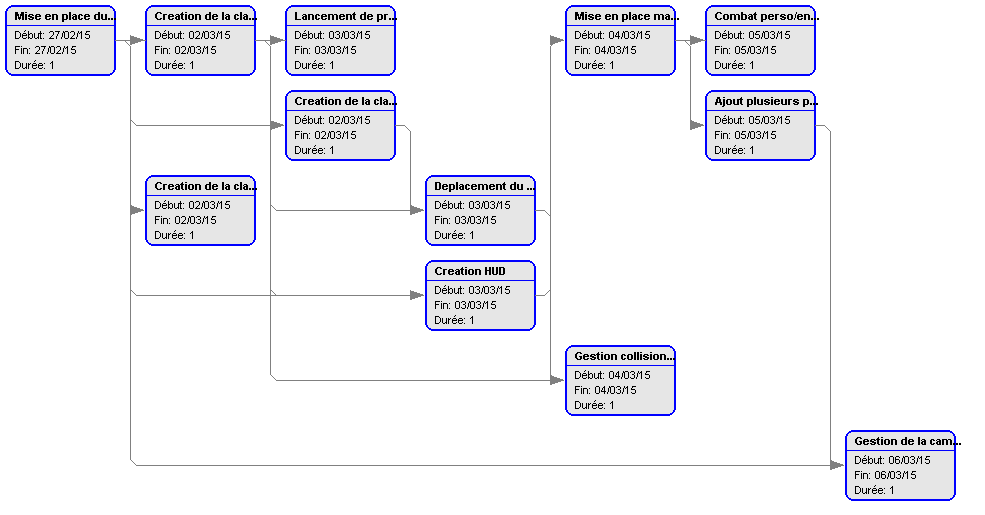 Mise en place du...
Début: 27/02/15
Fin: 27/02/15
Durée: 1
Creation de la cla...
Début: 02/03/15
Fin: 02/03/15
Durée: 1
Lancement de pr...
Début: 03/03/15
Fin: 03/03/15
Durée: 1
Mise en place ma...
Début: 04/03/15
Fin: 04/03/15
Durée: 1
Combat perso/en...
Début: 05/03/15
Fin: 05/03/15
Durée: 1
Creation de la cla...
Début: 02/03/15
Fin: 02/03/15
Durée: 1
Ajout plusieurs p...
Début: 05/03/15
Fin: 05/03/15
Durée: 1
Creation de la cla...
Début: 02/03/15
Fin: 02/03/15
Durée: 1
Deplacement du ...
Début: 03/03/15
Fin: 03/03/15
Durée: 1
Creation HUD
Début: 03/03/15
Fin: 03/03/15
Durée: 1
Gestion collision...
Début: 04/03/15
Fin: 04/03/15
Durée: 1
Gestion de la cam...
Début: 06/03/15
Fin: 06/03/15
Durée: 1